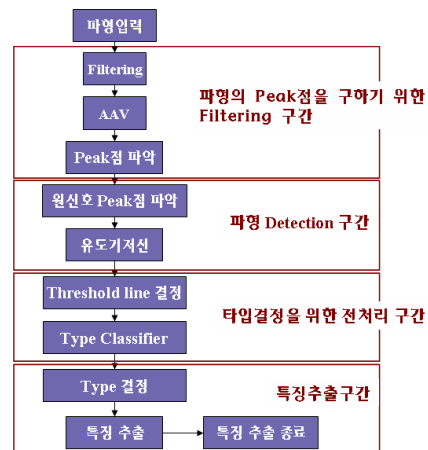 파형입력
Filtering
AAV
Peak점 파악
파형의 Peak점을 구하기 위한
Filtering 구간
원신호 Peak점 파악
유도기저선
파형 Detection 구간
Threshold line 결정
Type Classifier
타입결정을 위한 전처리 구간
Type 결정
특징 추출
특징 추출 종료
특징추출구간